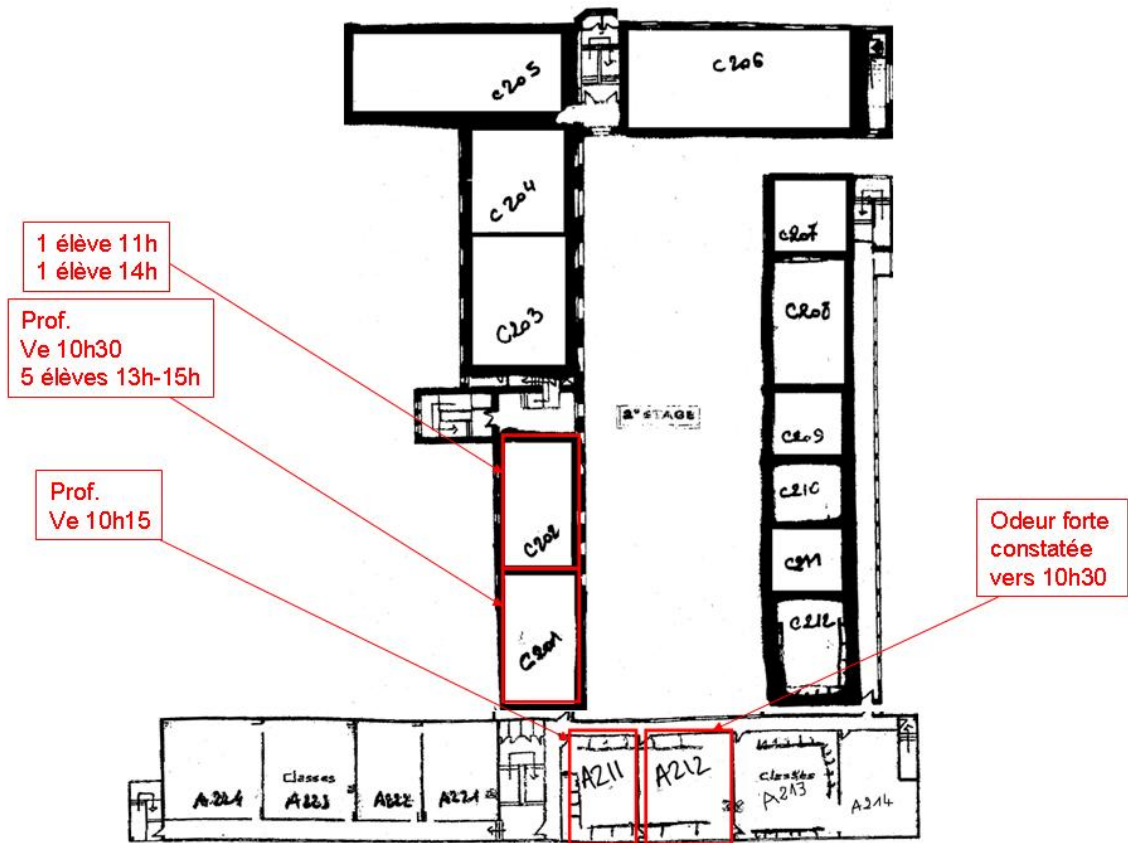 C205
C206
C204
C207
1 élève 11h
1 élève 14h
C203
C208
Prof.
Ve 10h30
5 élèves 13h-15h
2e ETAGE
C209
C210
Prof.
Ve 10h15
C202
Odeur forte
constatée
vers 10h30
C211
C201
C212
A224
Classes
A223
A222
A221
A211
A212
Classes
A213
A214